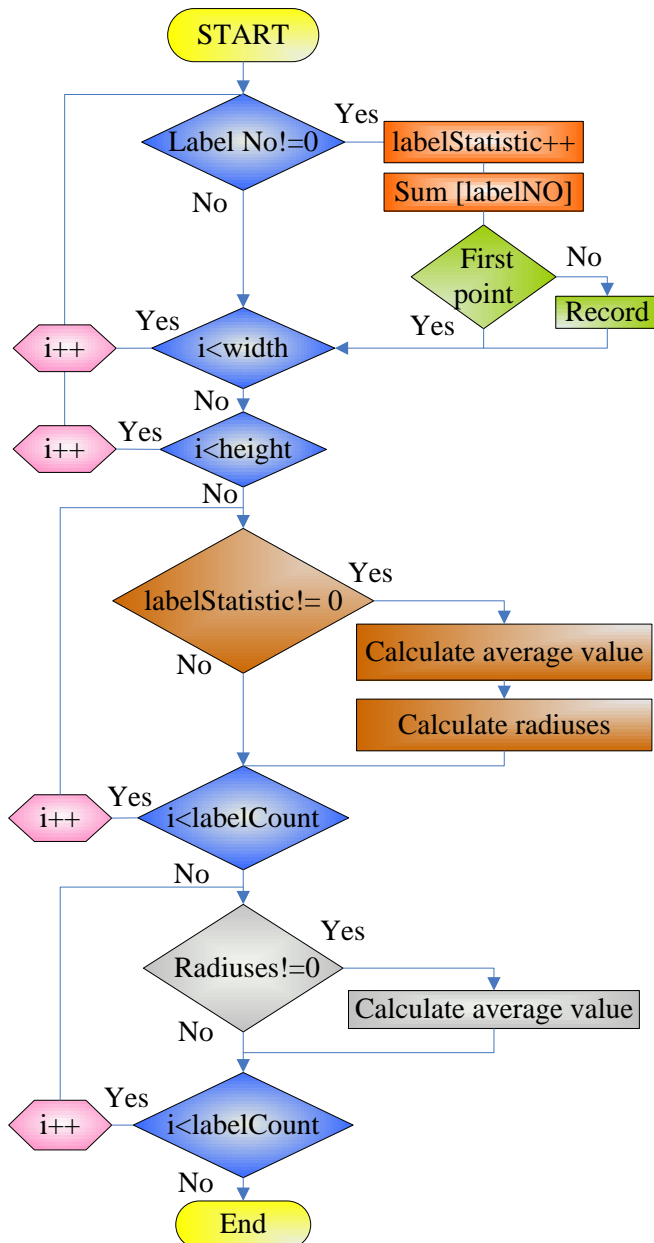 START
Yes
Label No!=0
labelStatistic++
No
Sum [labelNO]
First
point
No
Record
Yes
i++
Yes
i<width
No
i++
Yes
i<height
No
Yes
labelStatistic!= 0
Calculate average value
No
Calculate radiuses
i++
Yes
i<labelCount
No
Yes
Radiuses!=0
Calculate average value
No
i++
Yes
i<labelCount
No
End